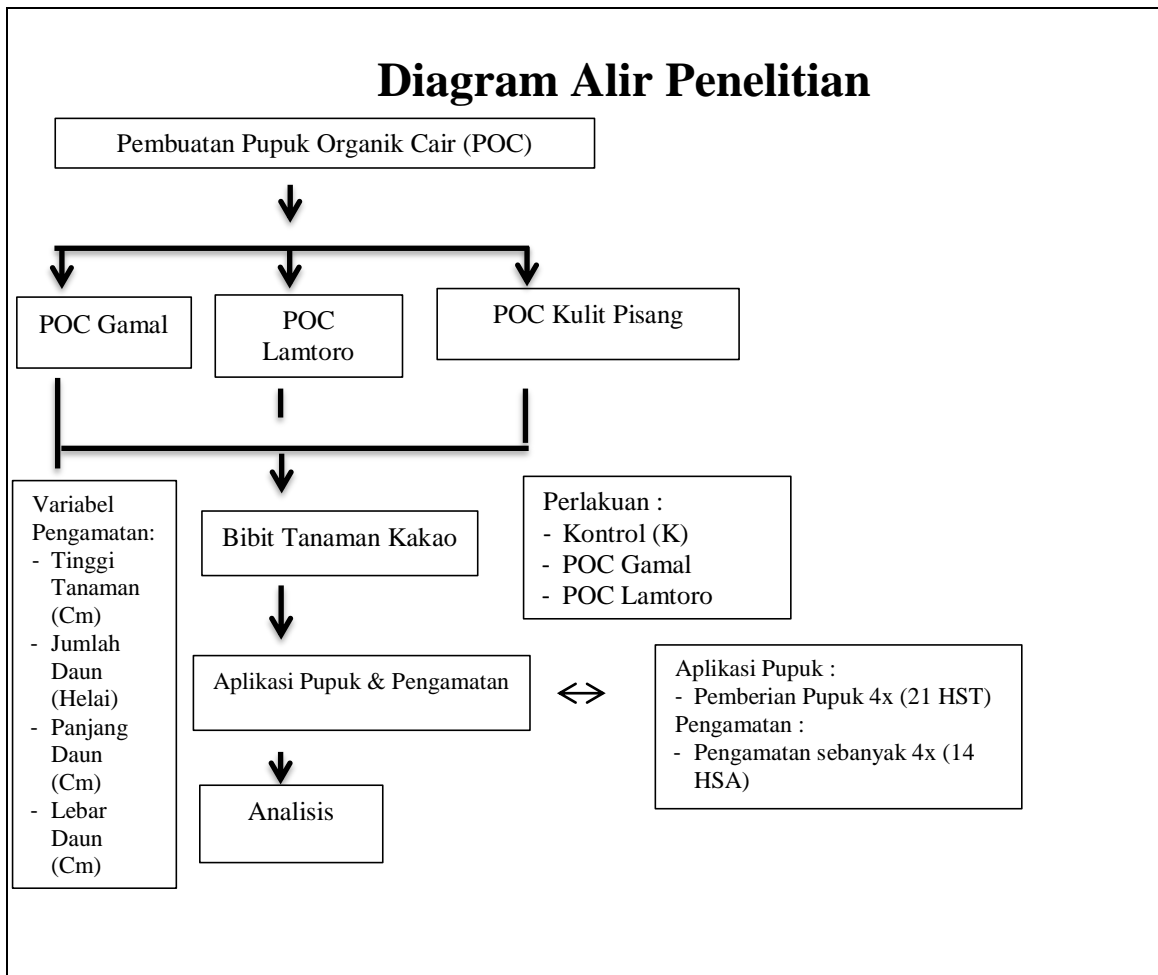 Diagram Alir Penelitian
Pembuatan Pupuk Organik Cair (POC)
POC Gamal
POC
Lamtoro
POC Kulit Pisang
Variabel
Pengamatan:
- Tinggi
Tanaman
(Cm)
- Jumlah
Daun
(Helai)
- Panjang
Daun
(Cm)
- Lebar
Daun
(Cm)
Bibit Tanaman Kakao
Perlakuan :
- Kontrol (K)
- POC Gamal
- POC Lamtoro
Aplikasi Pupuk & Pengamatan
Aplikasi Pupuk :
- Pemberian Pupuk 4x (21 HST)
Pengamatan :
- Pengamatan sebanyak 4x (14
HSA)
Analisis